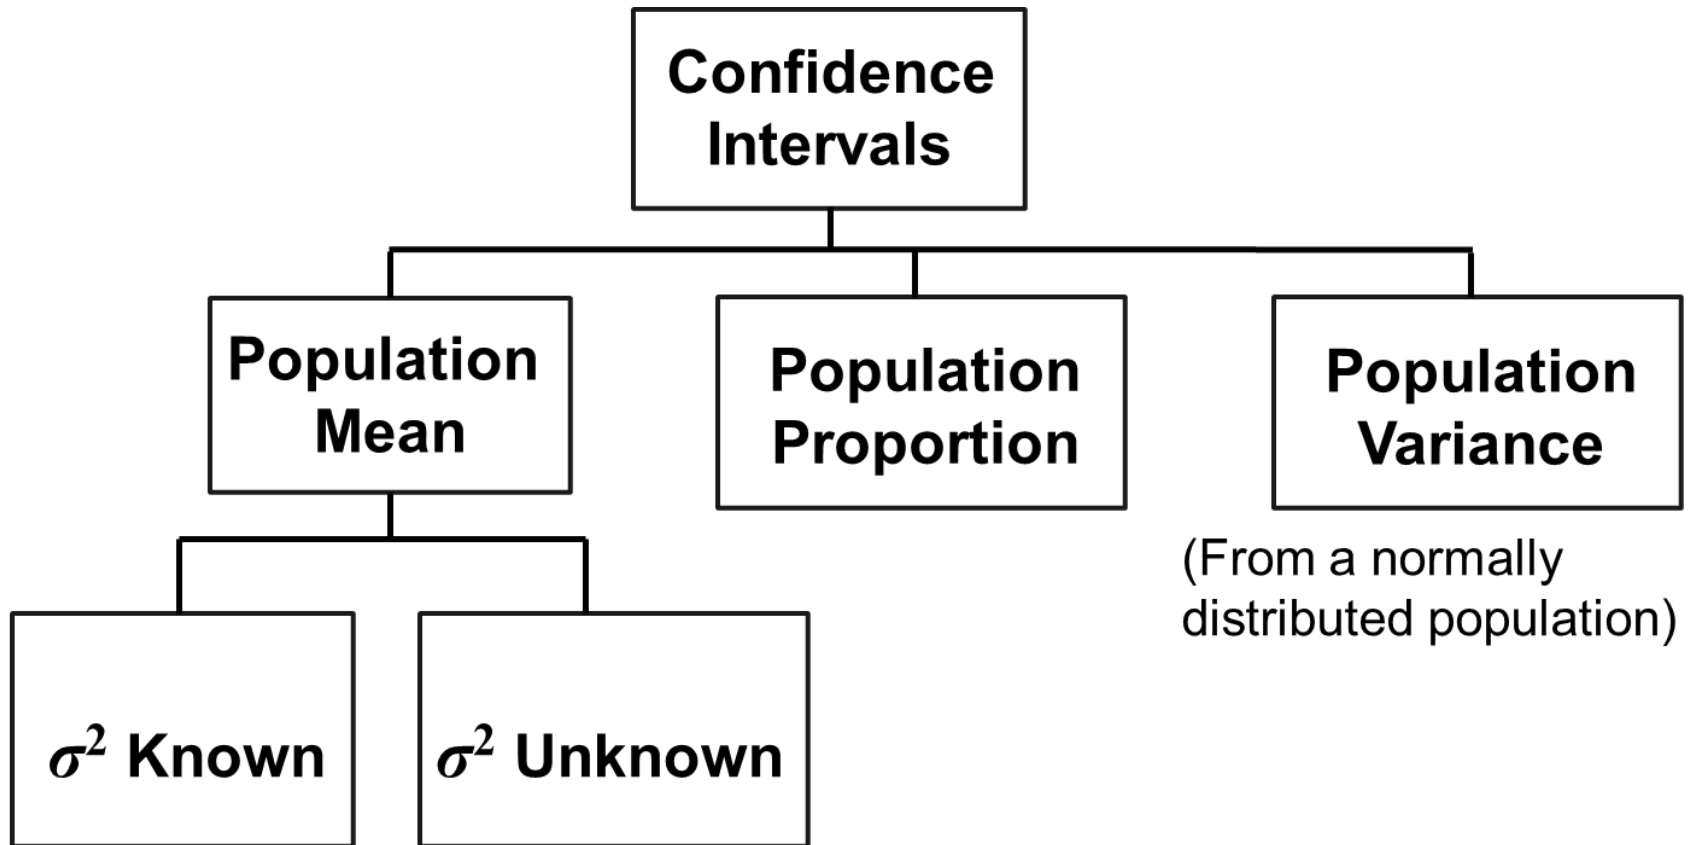 Confidence
Intervals
Population
Mean
Population
Proportion
Population
Variance
(From a normally
distributed population)
σ² Known
σ² Unknown